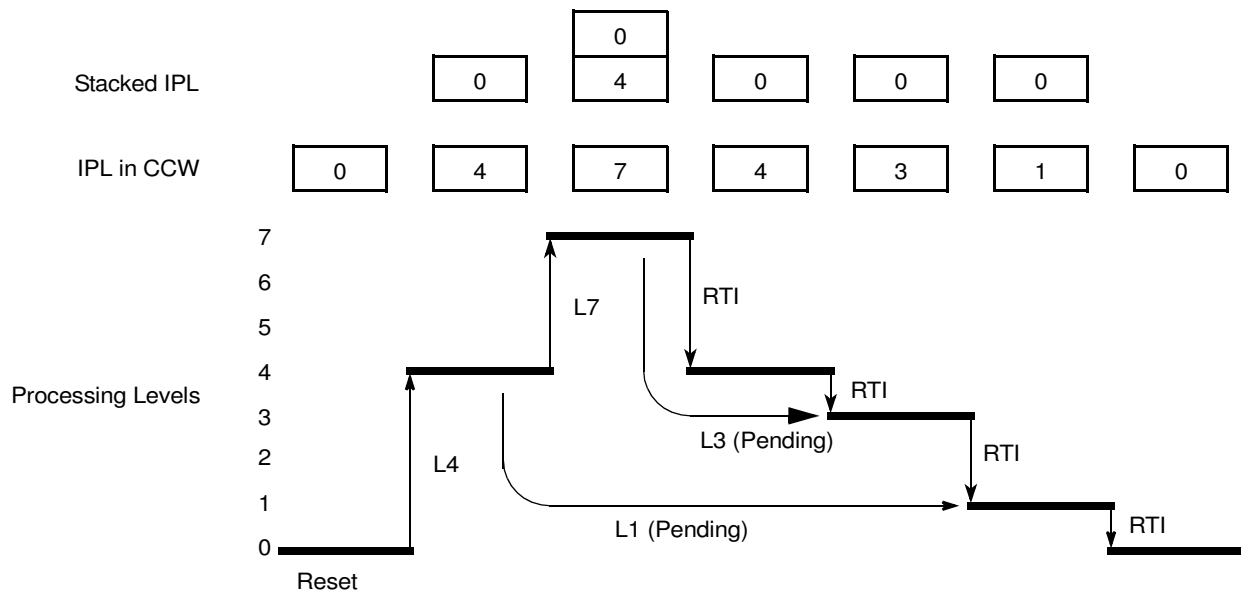 0
Stacked IPL 0 4 0 0 0
IPL in CCW 0 4 7 4 3 1 0
7
6
RTI
L7
5
4
Processing Levels
RTI
3
L3 (Pending)
2
L4
RTI
1
L1 (Pending)
RTI
0
Reset